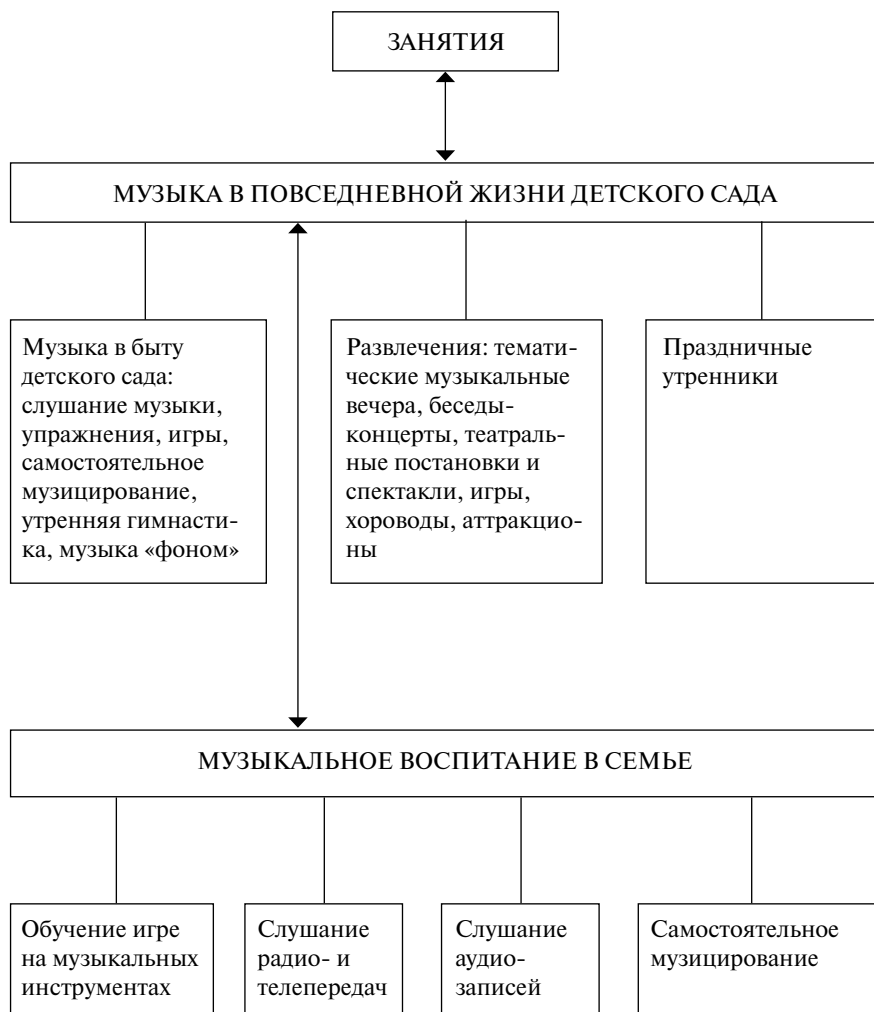 ЗАНЯТИЯ
МУЗЫКА В ПОВСЕДНЕВНОЙ ЖИЗНИ ДЕТСКОГО САДА
Музыка в быту
детского сада:
слушание музыки,
упражнения, игры,
самостоятельное
музицирование,
утренняя гимнасти-
ка, музыка «фоном»
Развлечения: темати-
ческие музыкальные
вечера, беседы-
концерты, театраль-
ные постановки и
спектакли, игры,
хороводы, аттракцио-
ны
Праздничные
утренники
МУЗЫКАЛЬНОЕ ВОСПИТАНИЕ В СЕМЬЕ
Обучение игре
на музыкальных
инструментах
Слушание
радио- и
телепередач
Слушание
аудио-
записей
Самостоятельное
музицирование